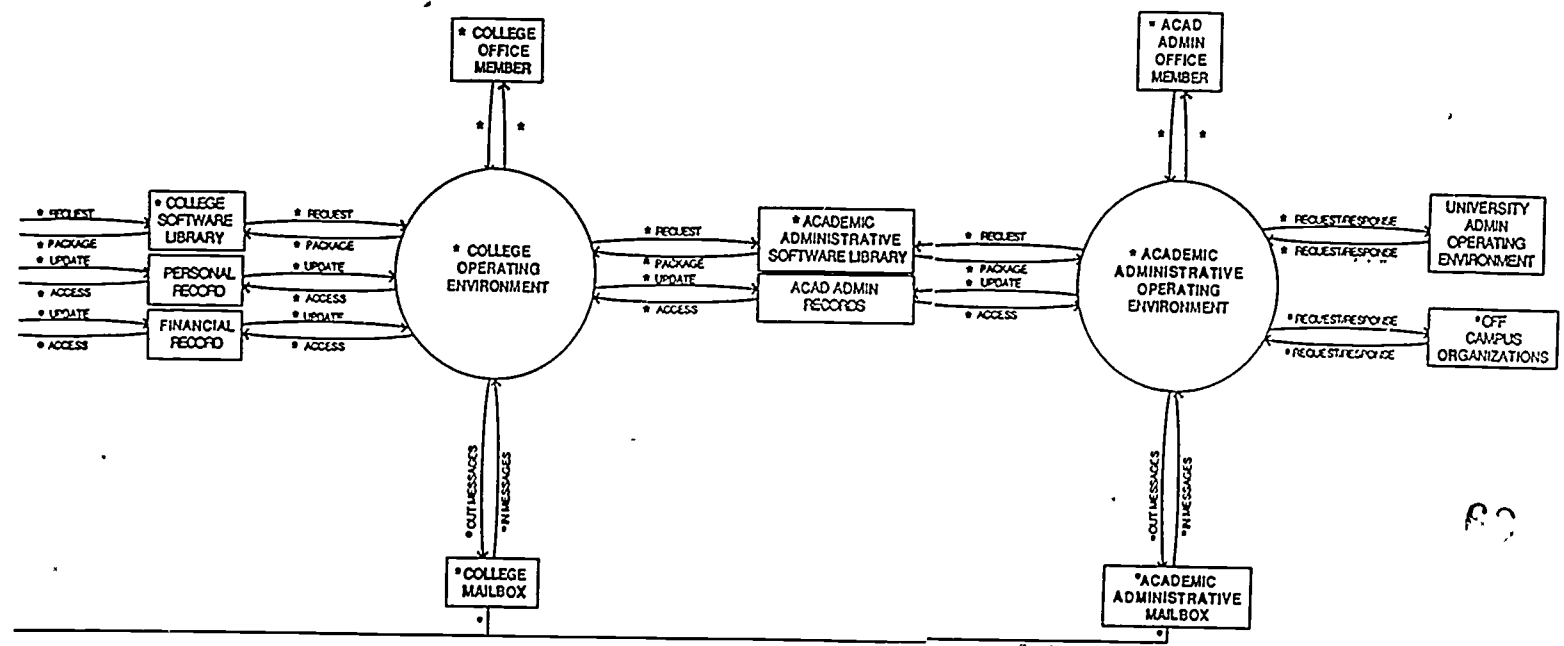 * COLLEGE
OFFICE
MEMBER
* ACAD
ADMIN
OFFICE
MEMBER
*
*
*
*
* REQUEST
* PACKAGE
* UPDATE
* ACCESS
* UPDATE
* ACCESS
* COLLEGE
SOFTWARE
LIBRARY
PERSONAL
RECORD
FINANCIAL
RECORD
* REQUEST
* PACKAGE
* UPDATE
* ACCESS
* UPDATE
* ACCESS
* COLLEGE
OPERATING
ENVIRONMENT
* REQUEST
* PACKAGE
* UPDATE
* ACCESS
* ACADEMIC
ADMINISTRATIVE
SOFTWARE LIBRARY
ACAD ADMIN
RECORDS
* REQUEST
* PACKAGE
* UPDATE
* ACCESS
* ACADEMIC
ADMINISTRATIVE
OPERATING
ENVIRONMENT
* REQUEST/RESPONSE
* REQUEST/RESPONSE
UNIVERSITY
ADMIN
OPERATING
ENVIRONMENT
* REQUEST/RESPONSE
* REQUEST/RESPONSE
* OFF
CAMPUS
ORGANIZATIONS
* OUT MESSAGES
* IN MESSAGES
* OUT MESSAGES
* IN MESSAGES
* COLLEGE
MAILBOX
*
* ACADEMIC
ADMINISTRATIVE
MAILBOX
*